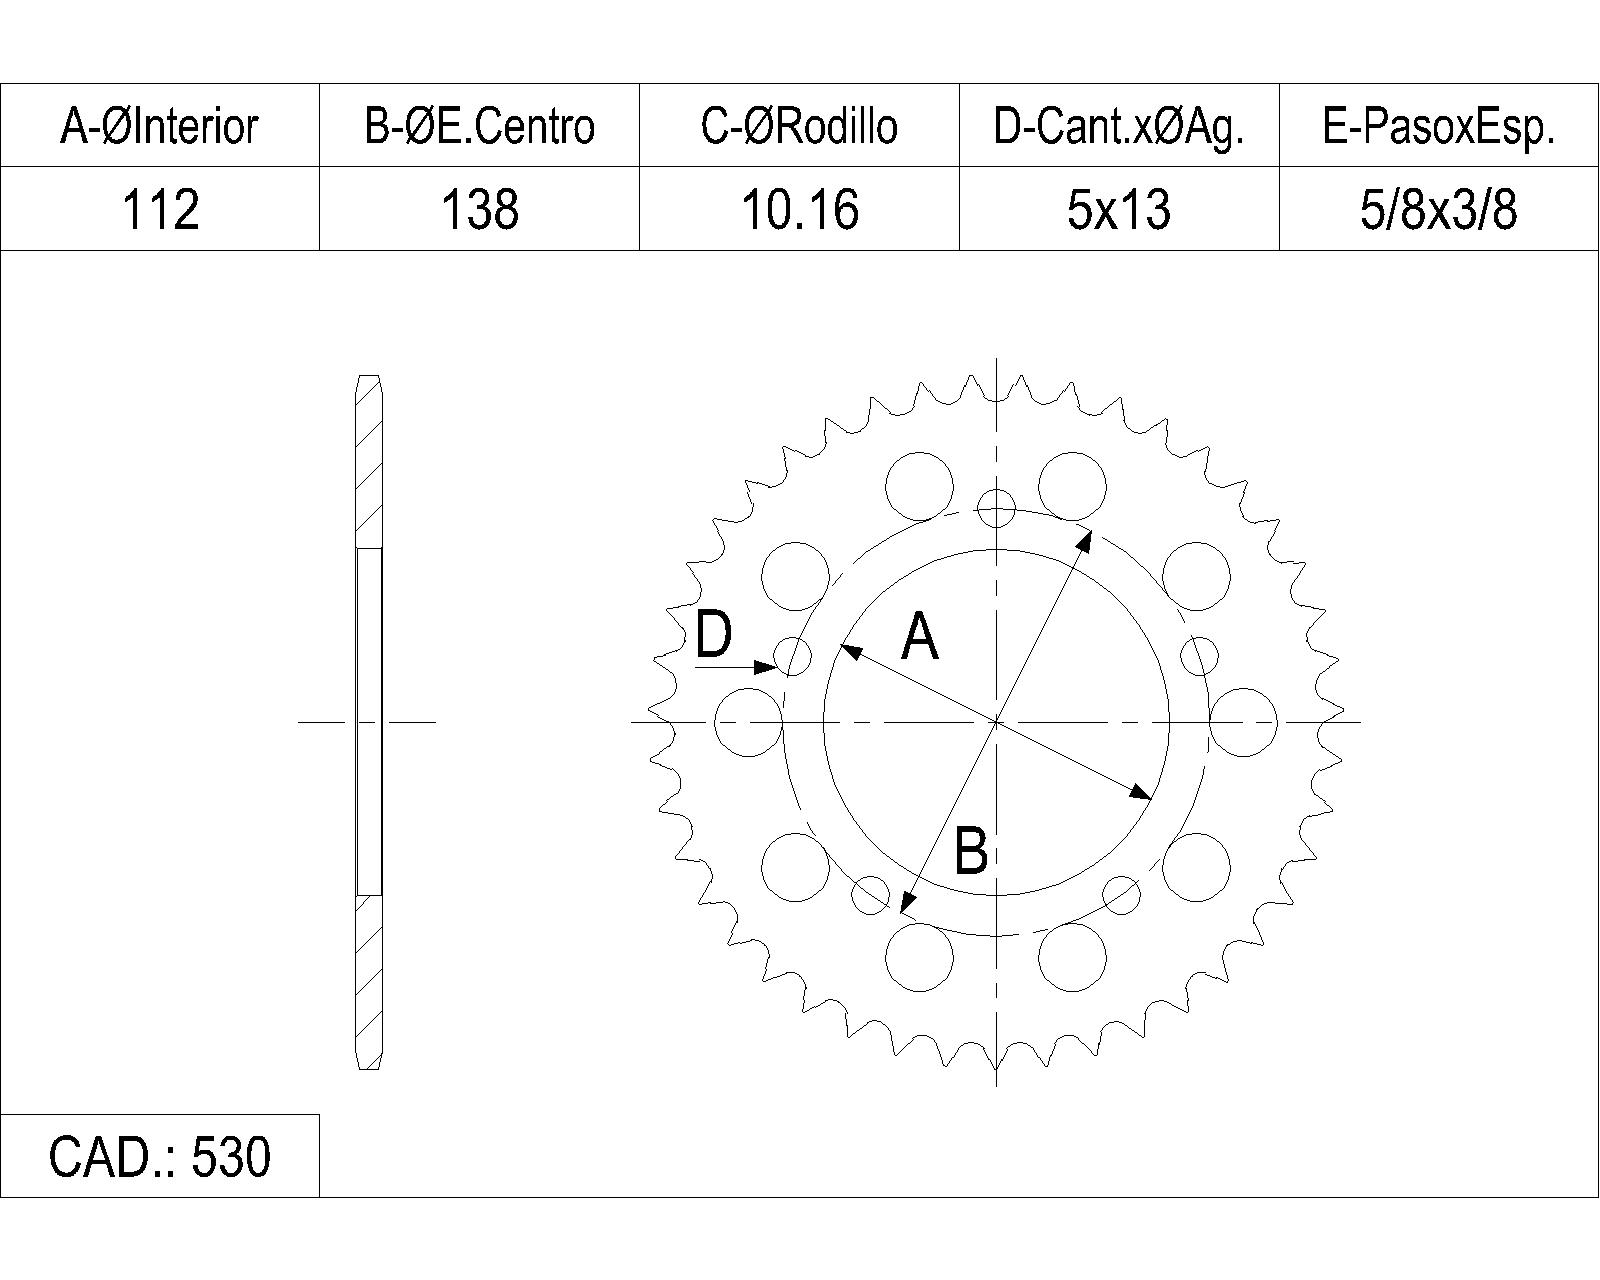 A-ØInterior B-ØE.Centro C-ØRodillo D-Cant.xØAg. E-PasoxEsp.
112 138 10.16 5x13 5/8x3/8
D
A
B
CAD.: 530